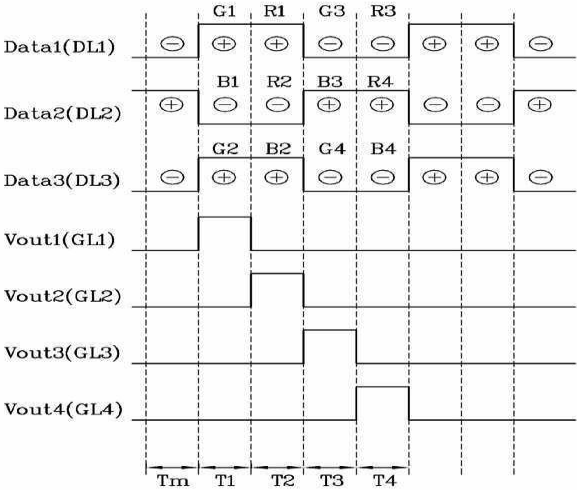 G1 R1 G3 R3
Data1(DL1) − + + − − + + −
B1 R2 B3 R4
Data2(DL2) + − − + + − − +
G2 B2 G4 B4
Data3(DL3) − + + − − + + −
Vout1(GL1)
Vout2(GL2)
Vout3(GL3)
Vout4(GL4)
Tm T1 T2 T3 T4